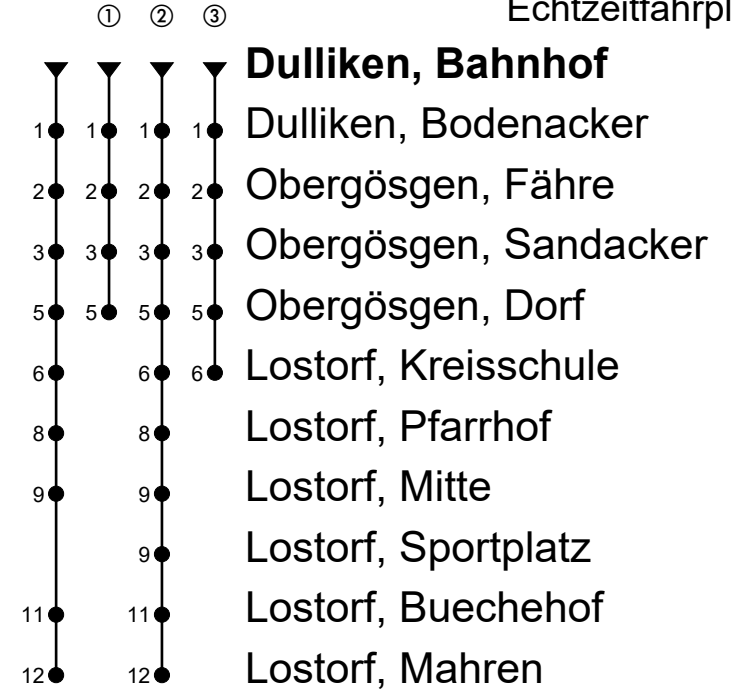 ① ② ③ Echtzeitfahrpl
Dulliken, Bahnhof
1 1 1 1 Dulliken, Bodenacker
2 2 2 2 Obergösgen, Fähre
3 3 3 3 Obergösgen, Sandacker
5 5 5 5 Obergösgen, Dorf
6 6 6 Lostorf, Kreisschule
8 8 Lostorf, Pfarrhof
9 9 Lostorf, Mitte
9 Lostorf, Sportplatz
11 11 Lostorf, Buechehof
12 12 Lostorf, Mahren